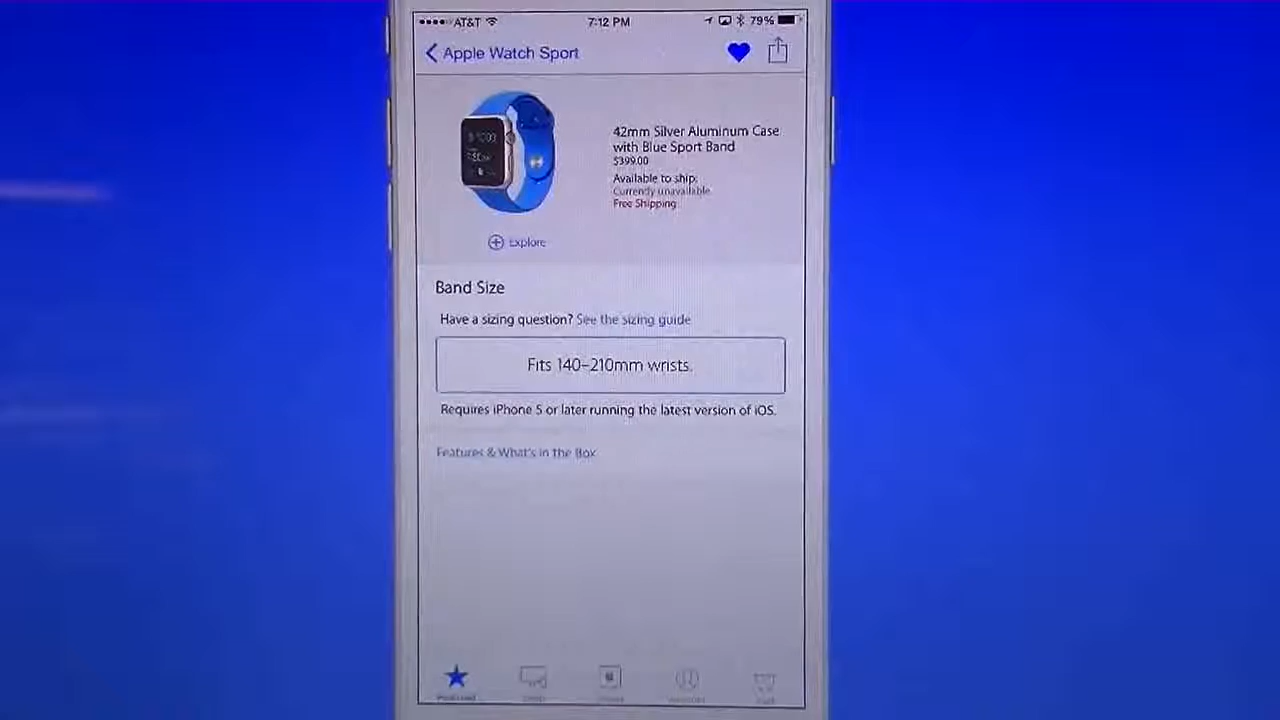 AT&T 7:12 PM 79%
Apple Watch Sport
42mm Silver Aluminum Case
with Blue Sport Band
$399.00
Available to ship:
Currently unavailable
Free Shipping
Explore
Band Size
Have a sizing question? See the sizing guide
Fits 140–210mm wrists.
Requires iPhone 5 or later running the latest version of iOS.
Features & What's in the Box
Featured